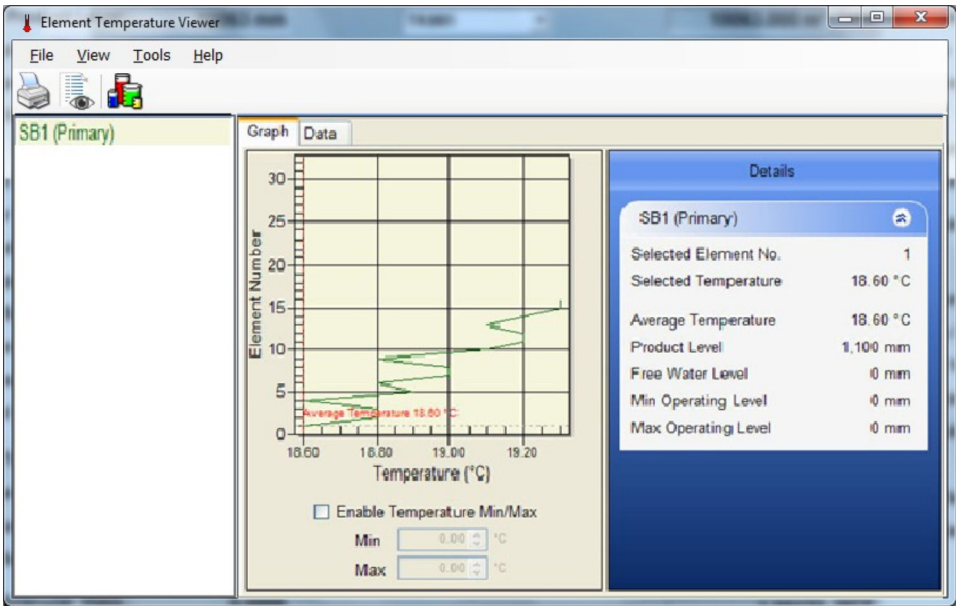 Element Temperature Viewer
File View Tools Help
SB1 (Primary)
Graph Data
30
25
20
15
10
5
0
Element Number
Average Temperature 18.60 °C
18.60 18.80 19.00 19.20
Temperature (°C)
Enable Temperature Min/Max
Min 0.00 °C
Max 0.00 °C
Details
SB1 (Primary)
Selected Element No. 1
Selected Temperature 18.60 °C
Average Temperature 18.60 °C
Product Level 1,100 mm
Free Water Level 0 mm
Min Operating Level 0 mm
Max Operating Level 0 mm